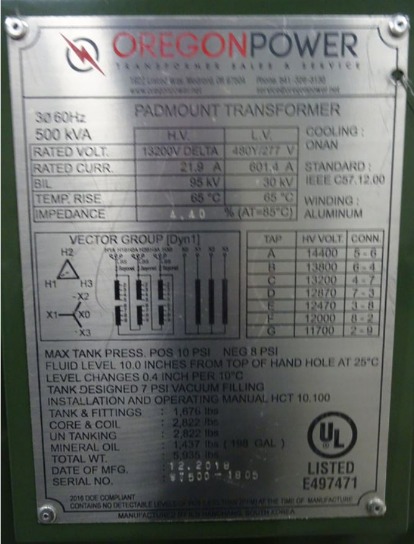 OREGONPOWER
TRANSFORMER SALES & SERVICE
www.oregonpower.net service@oregonpower.net
3Ø 60Hz PADMOUNT TRANSFORMER
500 kVA H.V. L.V. COOLING :
ONAN
RATED VOLT. 13200V DELTA 480Y/277 V
RATED CURR. 21.9 A 601.4 A STANDARD :
BIL 95 kV 30 kV IEEE C57.12.00
TEMP. RISE 65 °C 65 °C WINDING :
IMPEDANCE 4.40 % (AT=85°C) ALUMINUM
VECTOR GROUP [Dyn1] TAP HV VOLT. CONN.
H2
H1 H3
X2
X1 X0
X3
A 14400 5 - 6
B 13800 6 - 4
C 13200 4 - 7
D 12870 7 - 3
E 12470 3 - 8
F 12000 8 - 2
G 11700 2 - 9
MAX TANK PRESS. POS 10 PSI NEG 8 PSI
FLUID LEVEL 10.0 INCHES FROM TOP OF HAND HOLE AT 25°C
LEVEL CHANGES 0.4 INCH PER 10°C
TANK DESIGNED 7 PSI VACUUM FILLING
INSTALLATION AND OPERATING MANUAL HCT 10,100
TANK & FITTINGS : 1,676 lbs
CORE & COIL : 2,822 lbs
UN TANKING : 2,822 lbs
MINERAL OIL : 1,437 lbs (198 GAL )
TOTAL WT. : 5,935 lbs
DATE OF MFG. : 12.2018
SERIAL NO. : WT500-1805
UL
LISTED
E497471
2016 DOE COMPLIANT